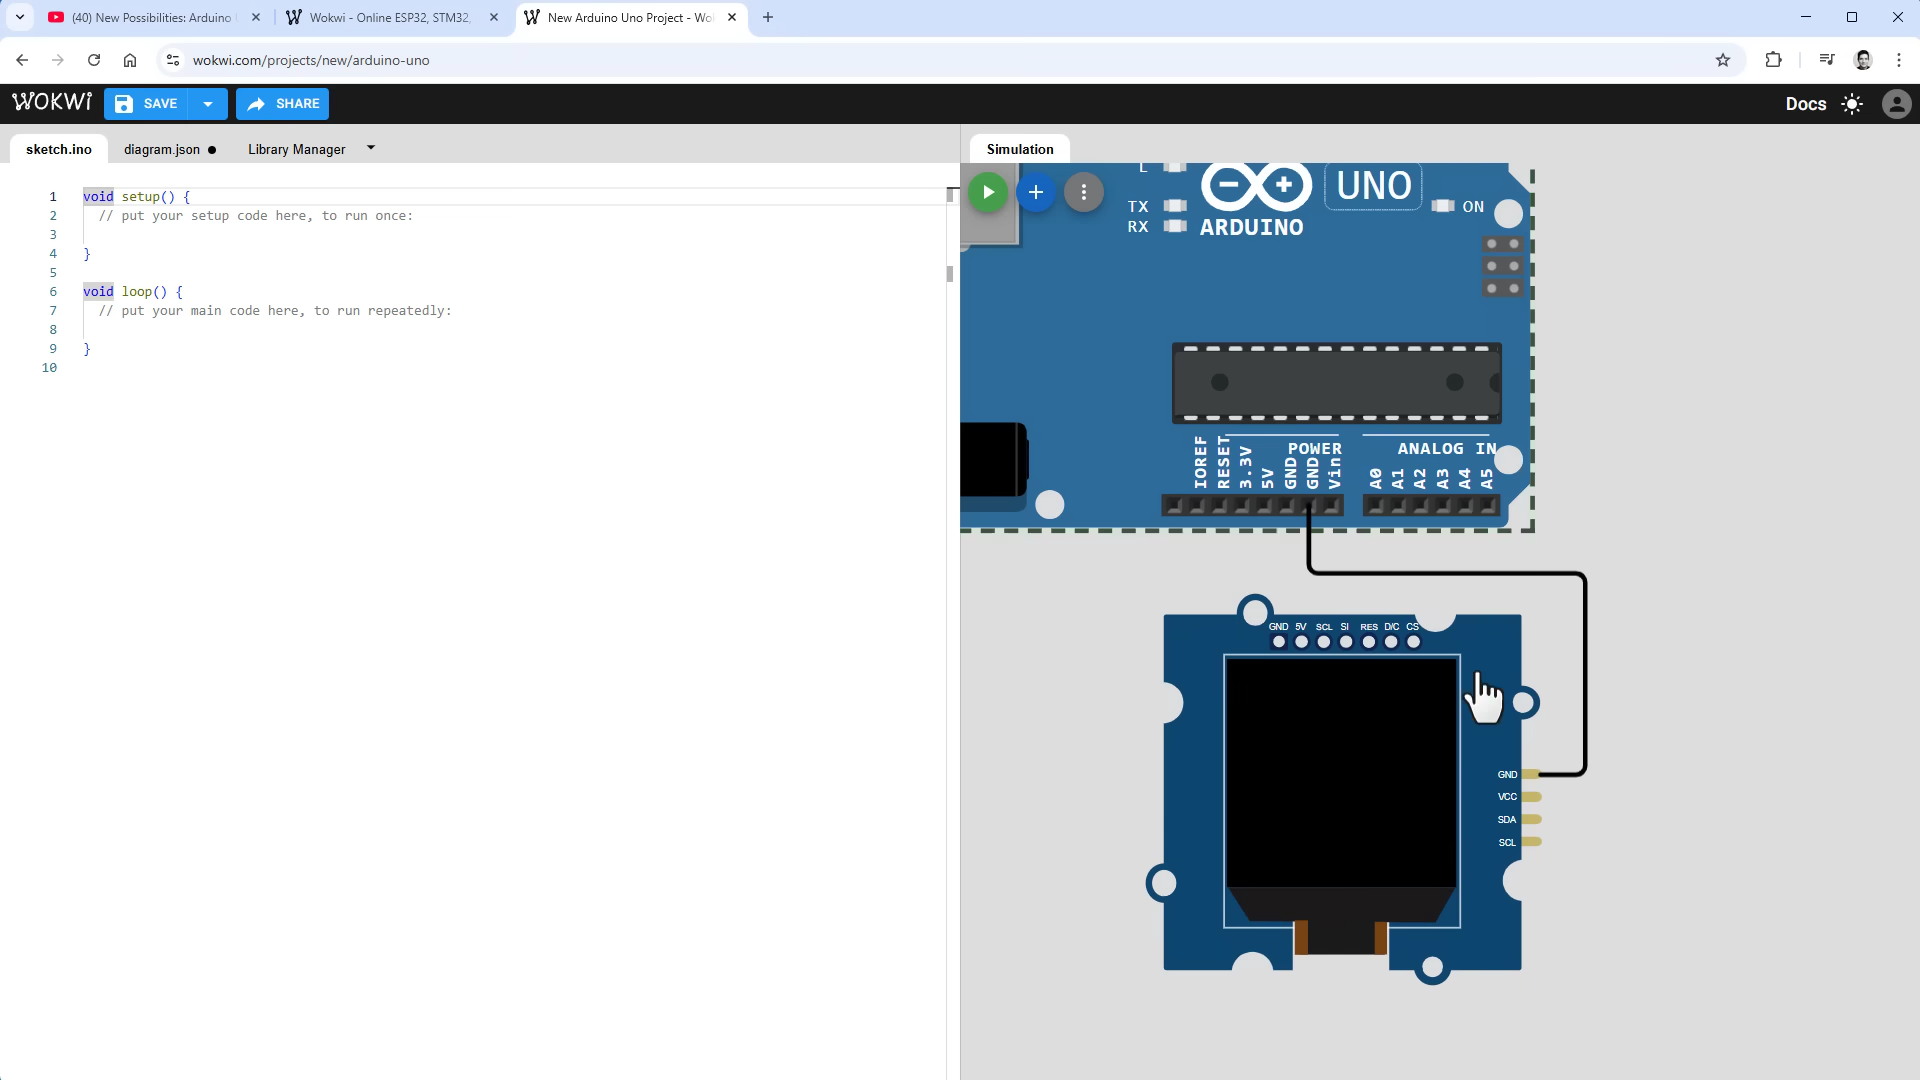 (40) New Possibilities: Arduino
Wokwi - Online ESP32, STM32,
New Arduino Uno Project - Wo
wokwi.com/projects/new/arduino-uno
WOKWi
SAVE
SHARE
Docs
sketch.ino
diagram.json
Library Manager
Simulation
1 void setup() {
2 // put your setup code here, to run once:
3
4 }
5
6 void loop() {
7 // put your main code here, to run repeatedly:
8
9 }
10
L
TX
RX
UNO
ARDUINO
ON
POWER
ANALOG IN
IOREF
RESET
3.3V
5V
GND
GND
Vin
A0
A1
A2
A3
A4
A5
GND 5V SCL SI RES D/C CS
GND
VCC
SDA
SCL